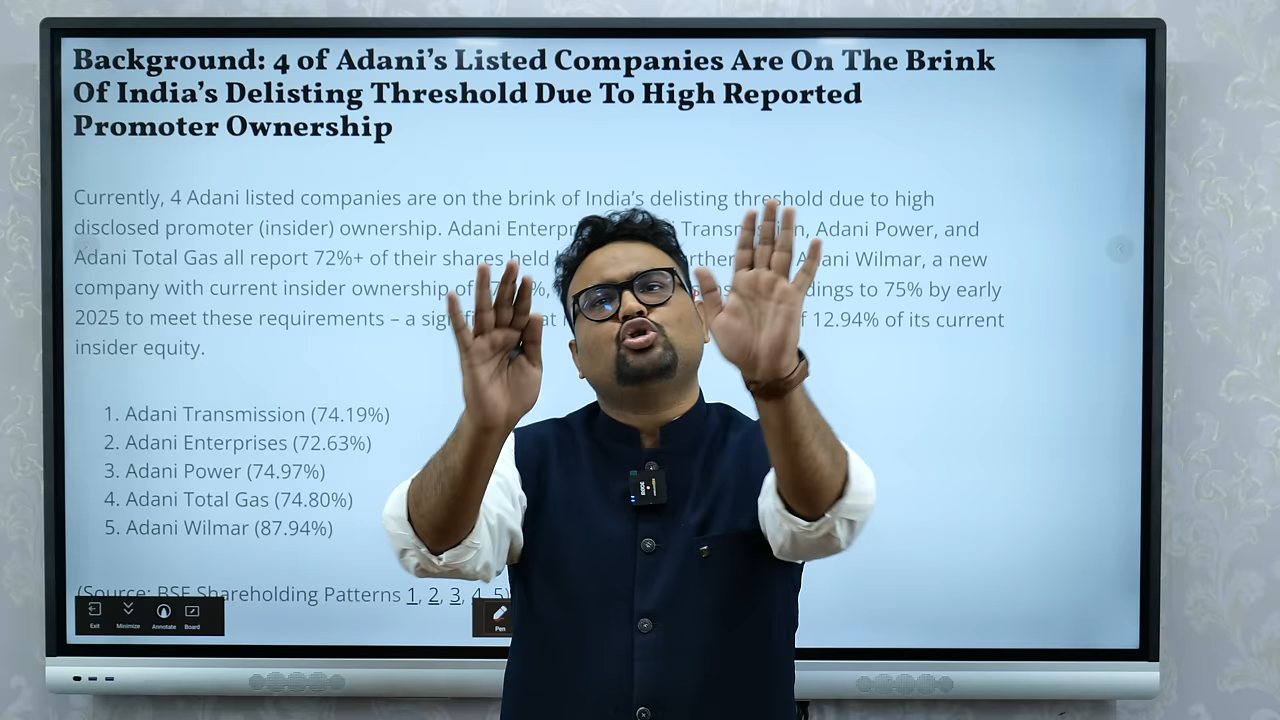 Background: 4 of Adani’s Listed Companies Are On The Brink
Of India’s Delisting Threshold Due To High Reported
Promoter Ownership
Currently, 4 Adani listed companies are on the brink of India’s delisting threshold due to high
disclosed promoter (insider) ownership. Adani Adani Power, and
Adani Total Gas all report 72%+ of their shares held Wilmar, a new
company with current insider ownership of to 75% by early
2025 to meet these requirements – a of 12.94% of its current
insider equity.
1. Adani Transmission (74.19%)
2. Adani Enterprises (72.63%)
3. Adani Power (74.97%)
4. Adani Total Gas (74.80%)
5. Adani Wilmar (87.94%)
(Source: BSE Shareholding Patterns 1, 2, 3, 4, 5)
Exit Minimize Annotate Board
Pen
RODE